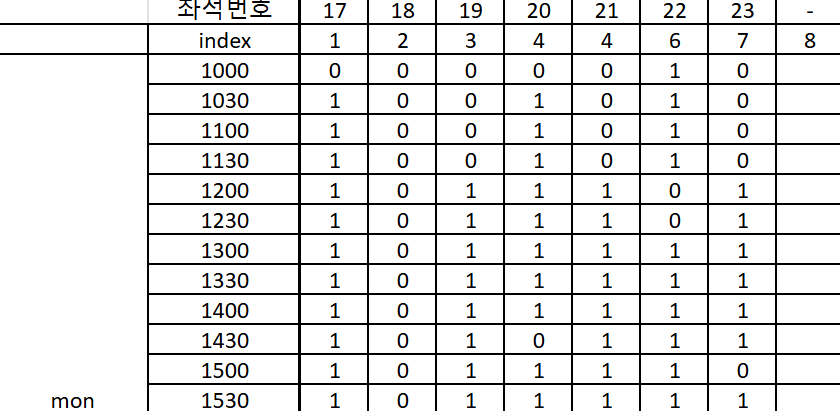 좌석번호 17 18 19 20 21 22 23 -
index 1 2 3 4 4 6 7 8
1000 0 0 0 0 0 1 0
1030 1 0 0 1 0 1 0
1100 1 0 0 1 0 1 0
1130 1 0 0 1 0 1 0
1200 1 0 1 1 1 0 1
1230 1 0 1 1 1 0 1
1300 1 0 1 1 1 1 1
1330 1 0 1 1 1 1 1
1400 1 0 1 1 1 1 1
1430 1 0 1 0 1 1 1
1500 1 0 1 1 1 1 0
mon 1530 1 0 1 1 1 1 1